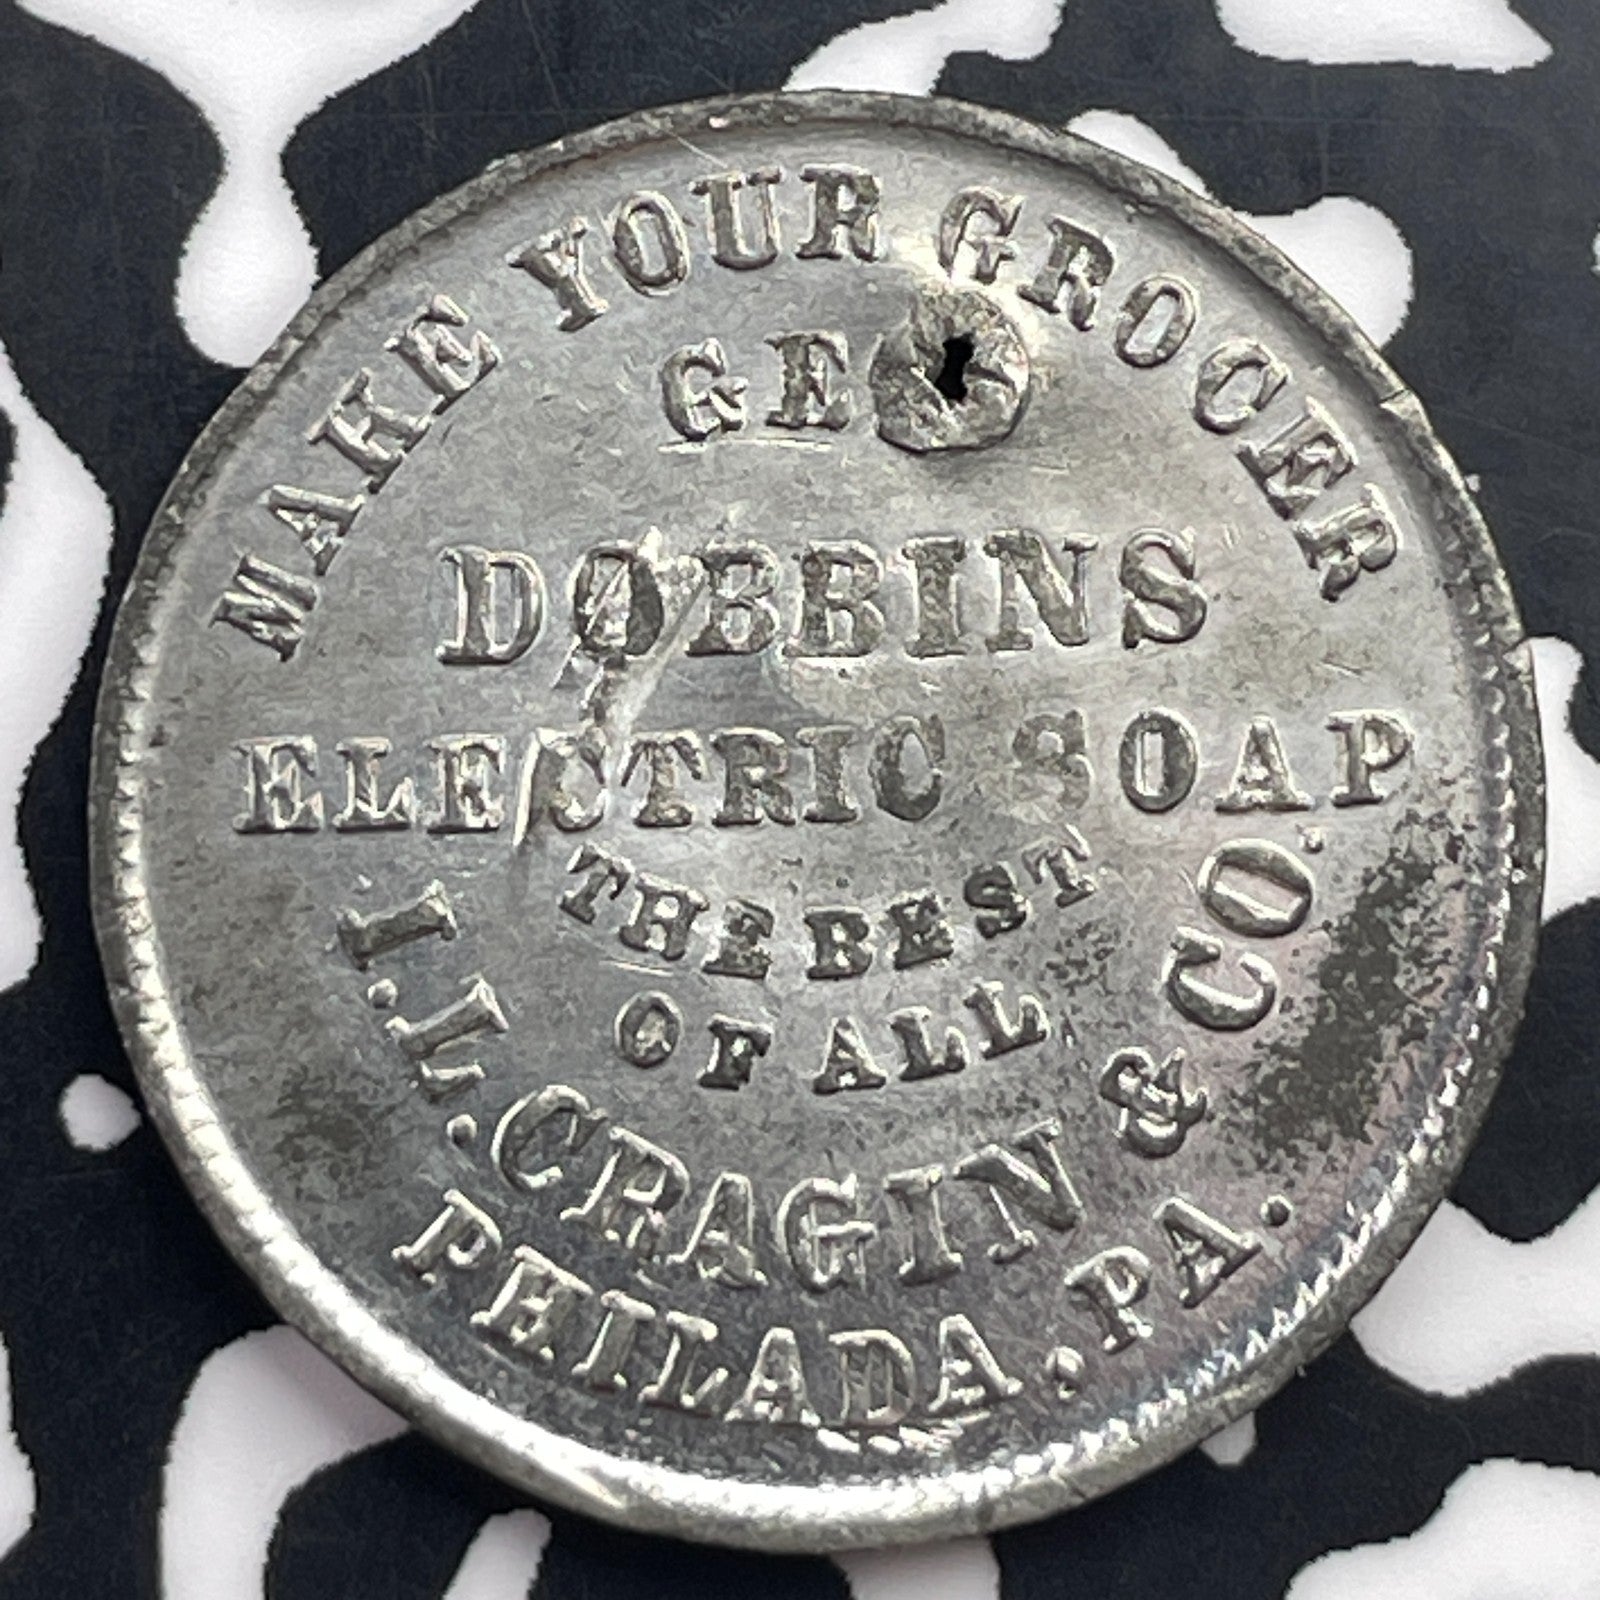 MAKE YOUR GROCER
GE
DOBBINS
ELECTRIC SOAP
THE BEST
OF ALL
I. L. CRAGIN & CO.
PHILADA. PA.